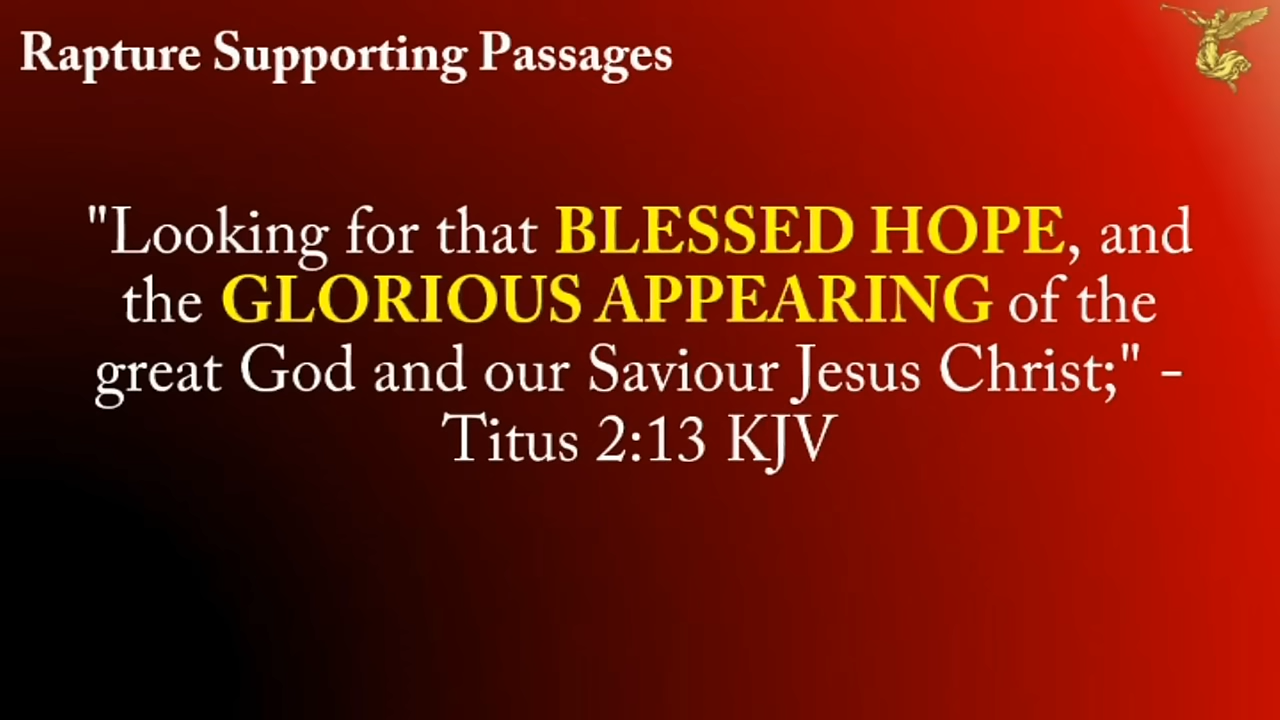 Rapture Supporting Passages
"Looking for that BLESSED HOPE, and
the GLORIOUS APPEARING of the
great God and our Saviour Jesus Christ;" -
Titus 2:13 KJV